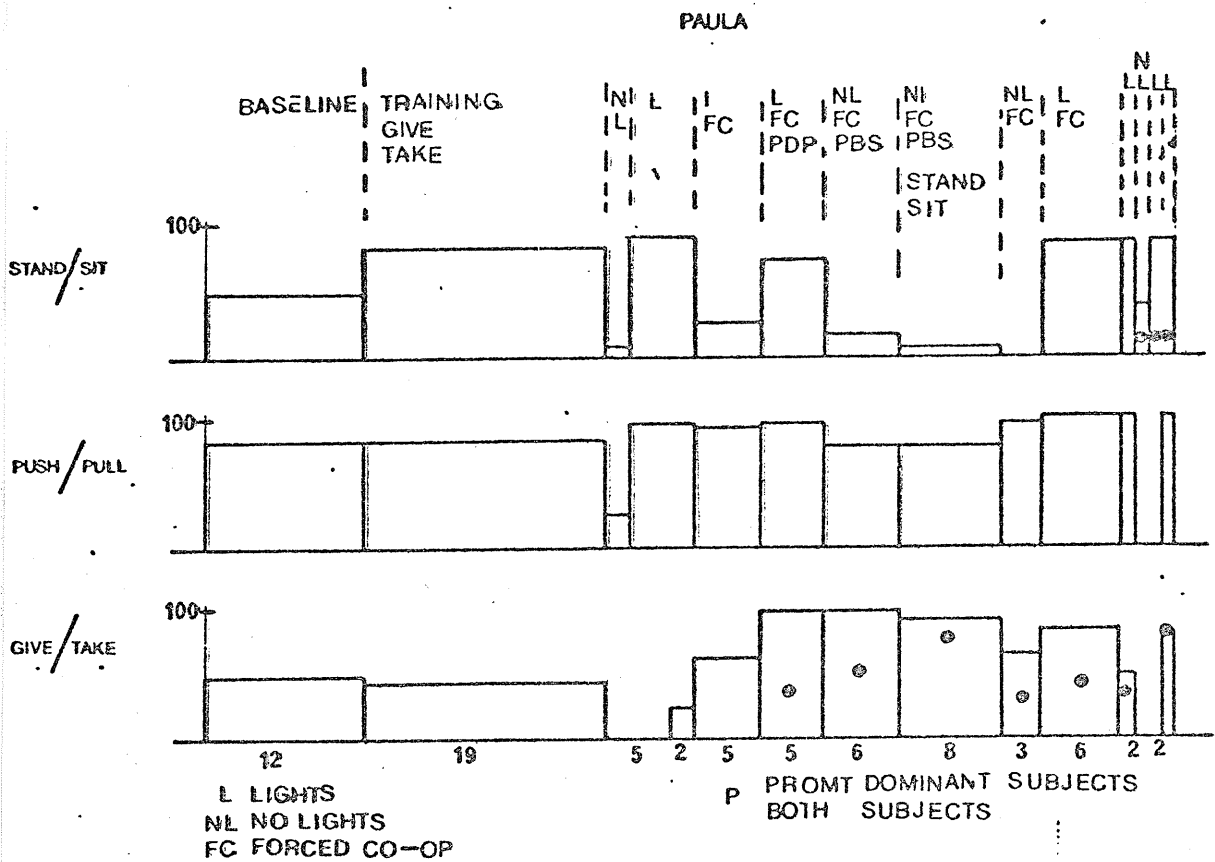 PAULA
BASELINE
TRAINING
GIVE
TAKE
N
L
L
L
FC
L
FC
PDP
NL
FC
PBS
NL
FC
PBS
STAND
SIT
NL
FC
L
FC
N
LLLLL
100
STAND/SIT
100
PUSH/PULL
100
GIVE/TAKE
12 19 5 2 5 5 6 8 3 6 2 2
L LIGHTS
NL NO LIGHTS
FC FORCED CO-OP
P PROMT DOMINANT SUBJECTS
BOTH SUBJECTS